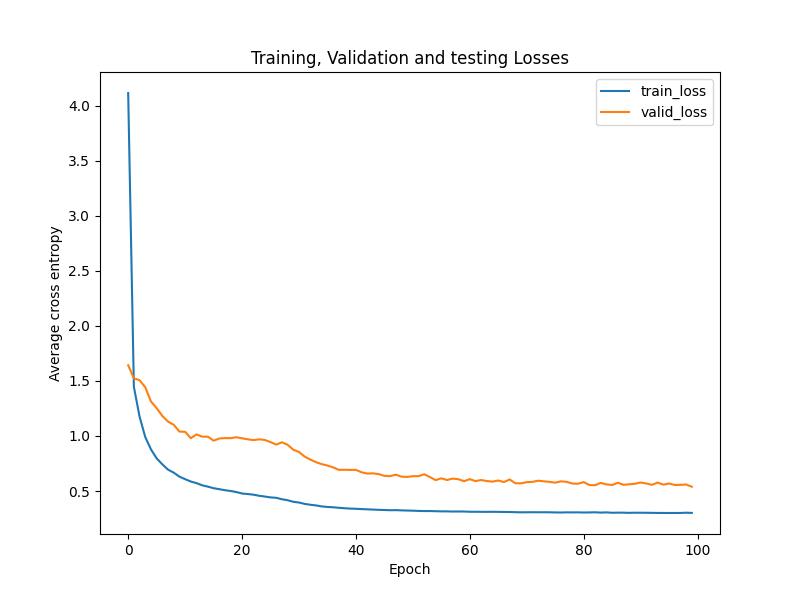 Training, Validation and testing Losses
train_loss
valid_loss
Average cross entropy
4.0
3.5
3.0
2.5
2.0
1.5
1.0
0.5
0 20 40 60 80 100
Epoch